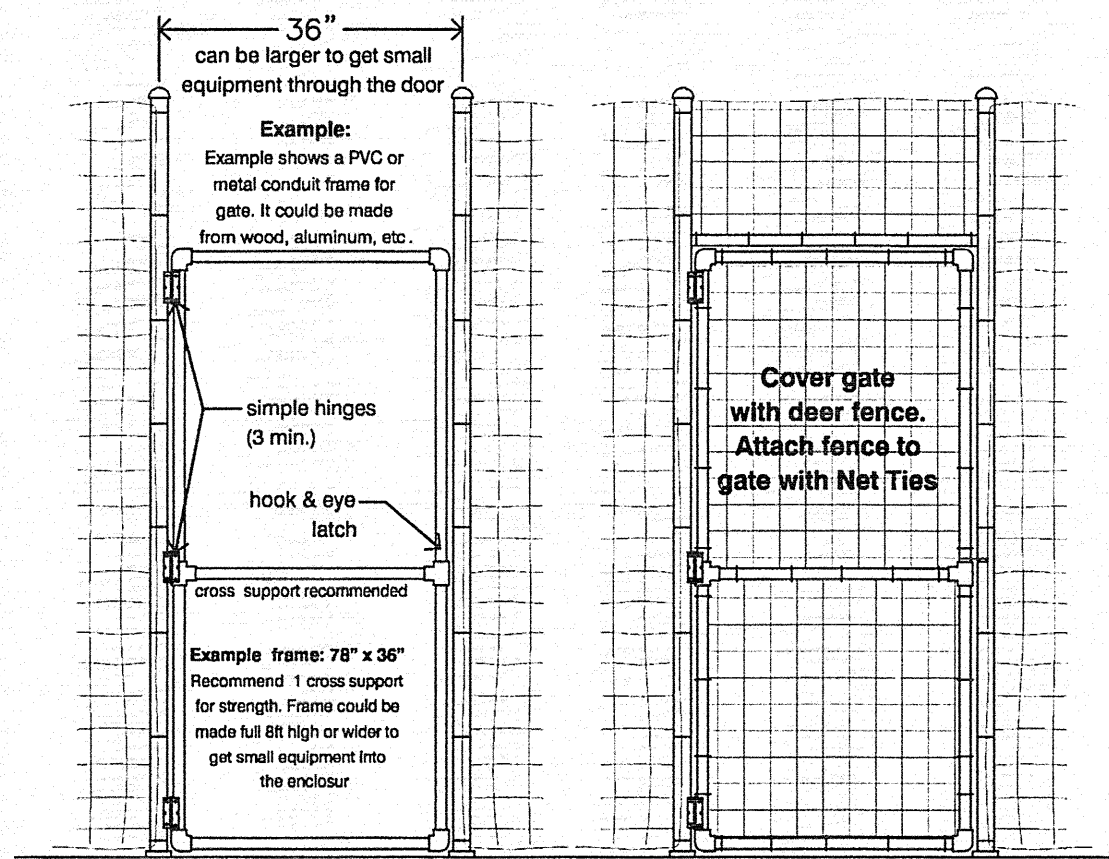 36”
can be larger to get small
equipment through the door
Example:
Example shows a PVC or
metal conduit frame for
gate. It could be made
from wood, aluminum, etc.
simple hinges
(3 min.)
hook & eye
latch
cross support recommended
Example frame: 78” x 36”
Recommend 1 cross support
for strength. Frame could be
made full 8ft high or wider to
get small equipment into
the enclosur
Cover gate
with deer fence.
Attach fence to
gate with Net Ties